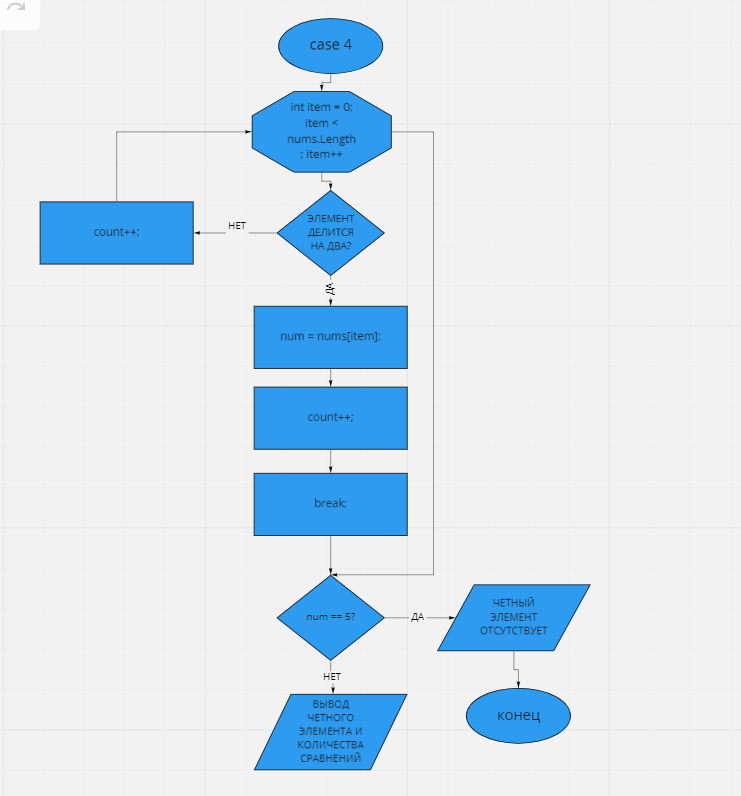 case 4
int item = 0;
item <
nums.Length
; item++
ЭЛЕМЕНТ
ДЕЛИТСЯ
НА ДВА?
НЕТ
count++;
ДА
num = nums[item];
count++;
break;
num == 5?
ДА
ЧЕТНЫЙ
ЭЛЕМЕНТ
ОТСУТСТВУЕТ
НЕТ
ВЫВОД
ЧЕТНОГО
ЭЛЕМЕНТА И
КОЛИЧЕСТВА
СРАВНЕНИЙ
конец